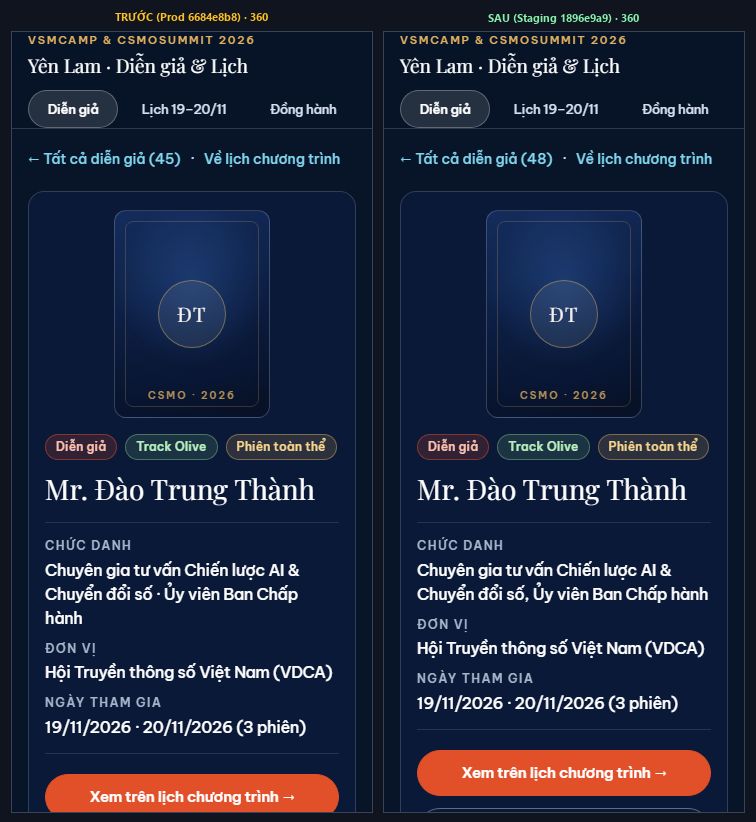 TRƯỚC (Prod 6684e8b8) · 360
VSMCAMP & CSMOSUMMIT 2026
Yên Lam · Diễn giả & Lịch
Diễn giả
Lịch 19–20/11
Đồng hành
← Tất cả diễn giả (45) · Về lịch chương trình
ĐT
CSMO · 2026
Diễn giả
Track Olive
Phiên toàn thể
Mr. Đào Trung Thành
CHỨC DANH
Chuyên gia tư vấn Chiến lược AI &
Chuyển đổi số · Ủy viên Ban Chấp
hành
ĐƠN VỊ
Hội Truyền thông số Việt Nam (VDCA)
NGÀY THAM GIA
19/11/2026 · 20/11/2026 (3 phiên)
Xem trên lịch chương trình →
SAU (Staging 1896e9a9) · 360
VSMCAMP & CSMOSUMMIT 2026
Yên Lam · Diễn giả & Lịch
Diễn giả
Lịch 19–20/11
Đồng hành
← Tất cả diễn giả (48) · Về lịch chương trình
ĐT
CSMO · 2026
Diễn giả
Track Olive
Phiên toàn thể
Mr. Đào Trung Thành
CHỨC DANH
Chuyên gia tư vấn Chiến lược AI &
Chuyển đổi số, Ủy viên Ban Chấp hành
ĐƠN VỊ
Hội Truyền thông số Việt Nam (VDCA)
NGÀY THAM GIA
19/11/2026 · 20/11/2026 (3 phiên)
Xem trên lịch chương trình →